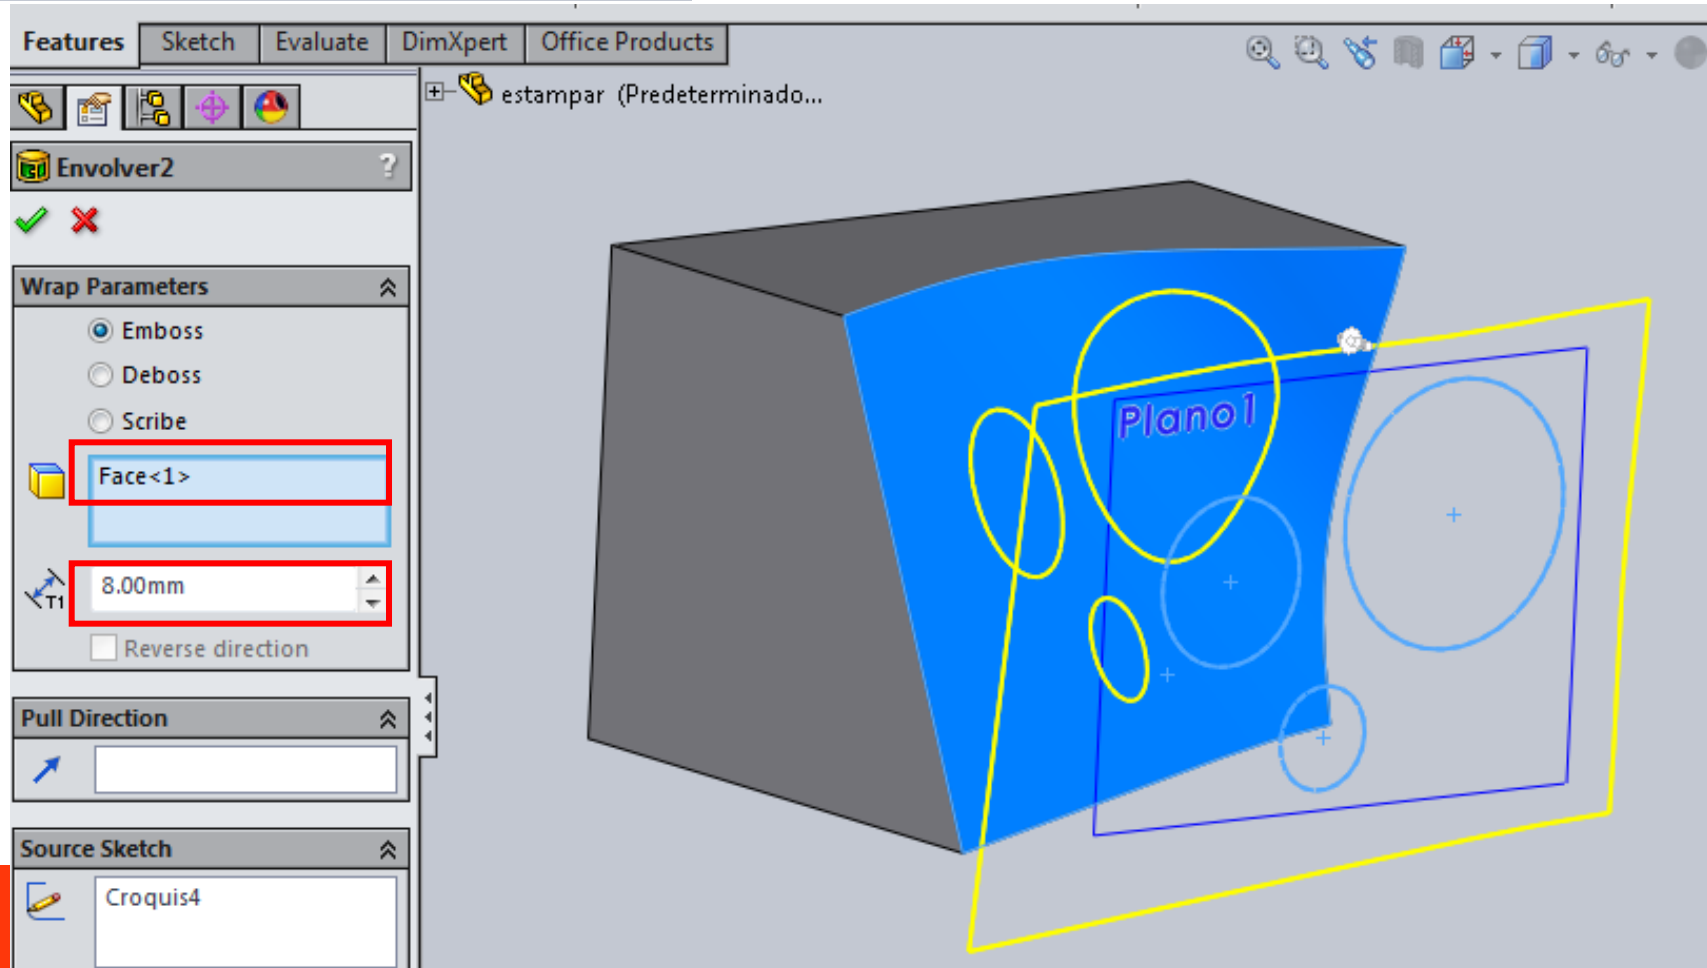 Features Sketch Evaluate DimXpert Office Products
estampar (Predeterminado...
Envolver2 ?
Wrap Parameters
Emboss
Deboss
Scribe
Face<1>
T1 8.00mm
Reverse direction
Pull Direction
Source Sketch
Croquis4
Plano1